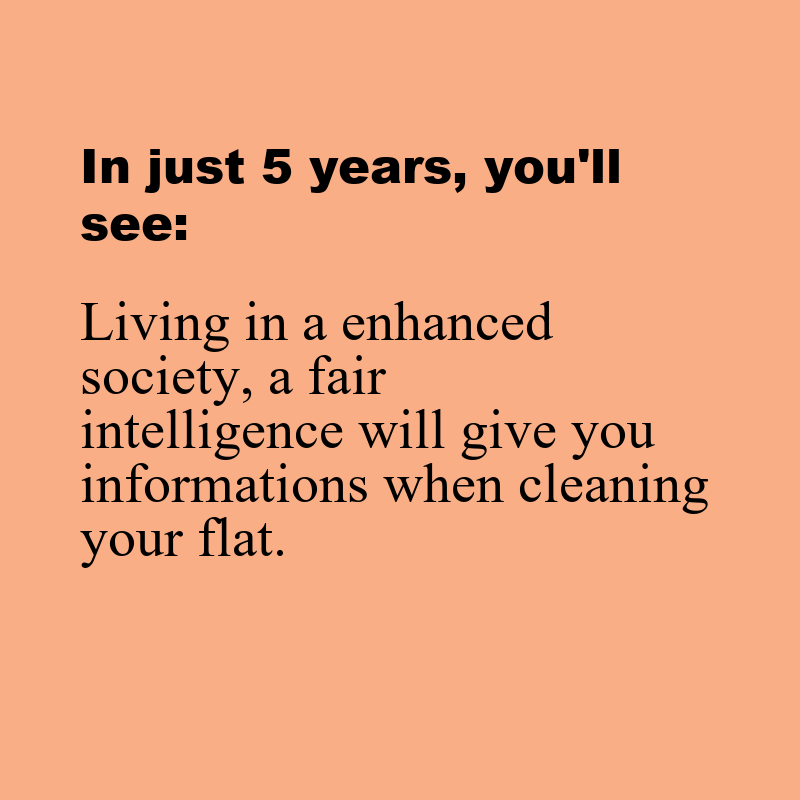 In just 5 years, you'll
see:
Living in a enhanced
society, a fair
intelligence will give you
informations when cleaning
your flat.